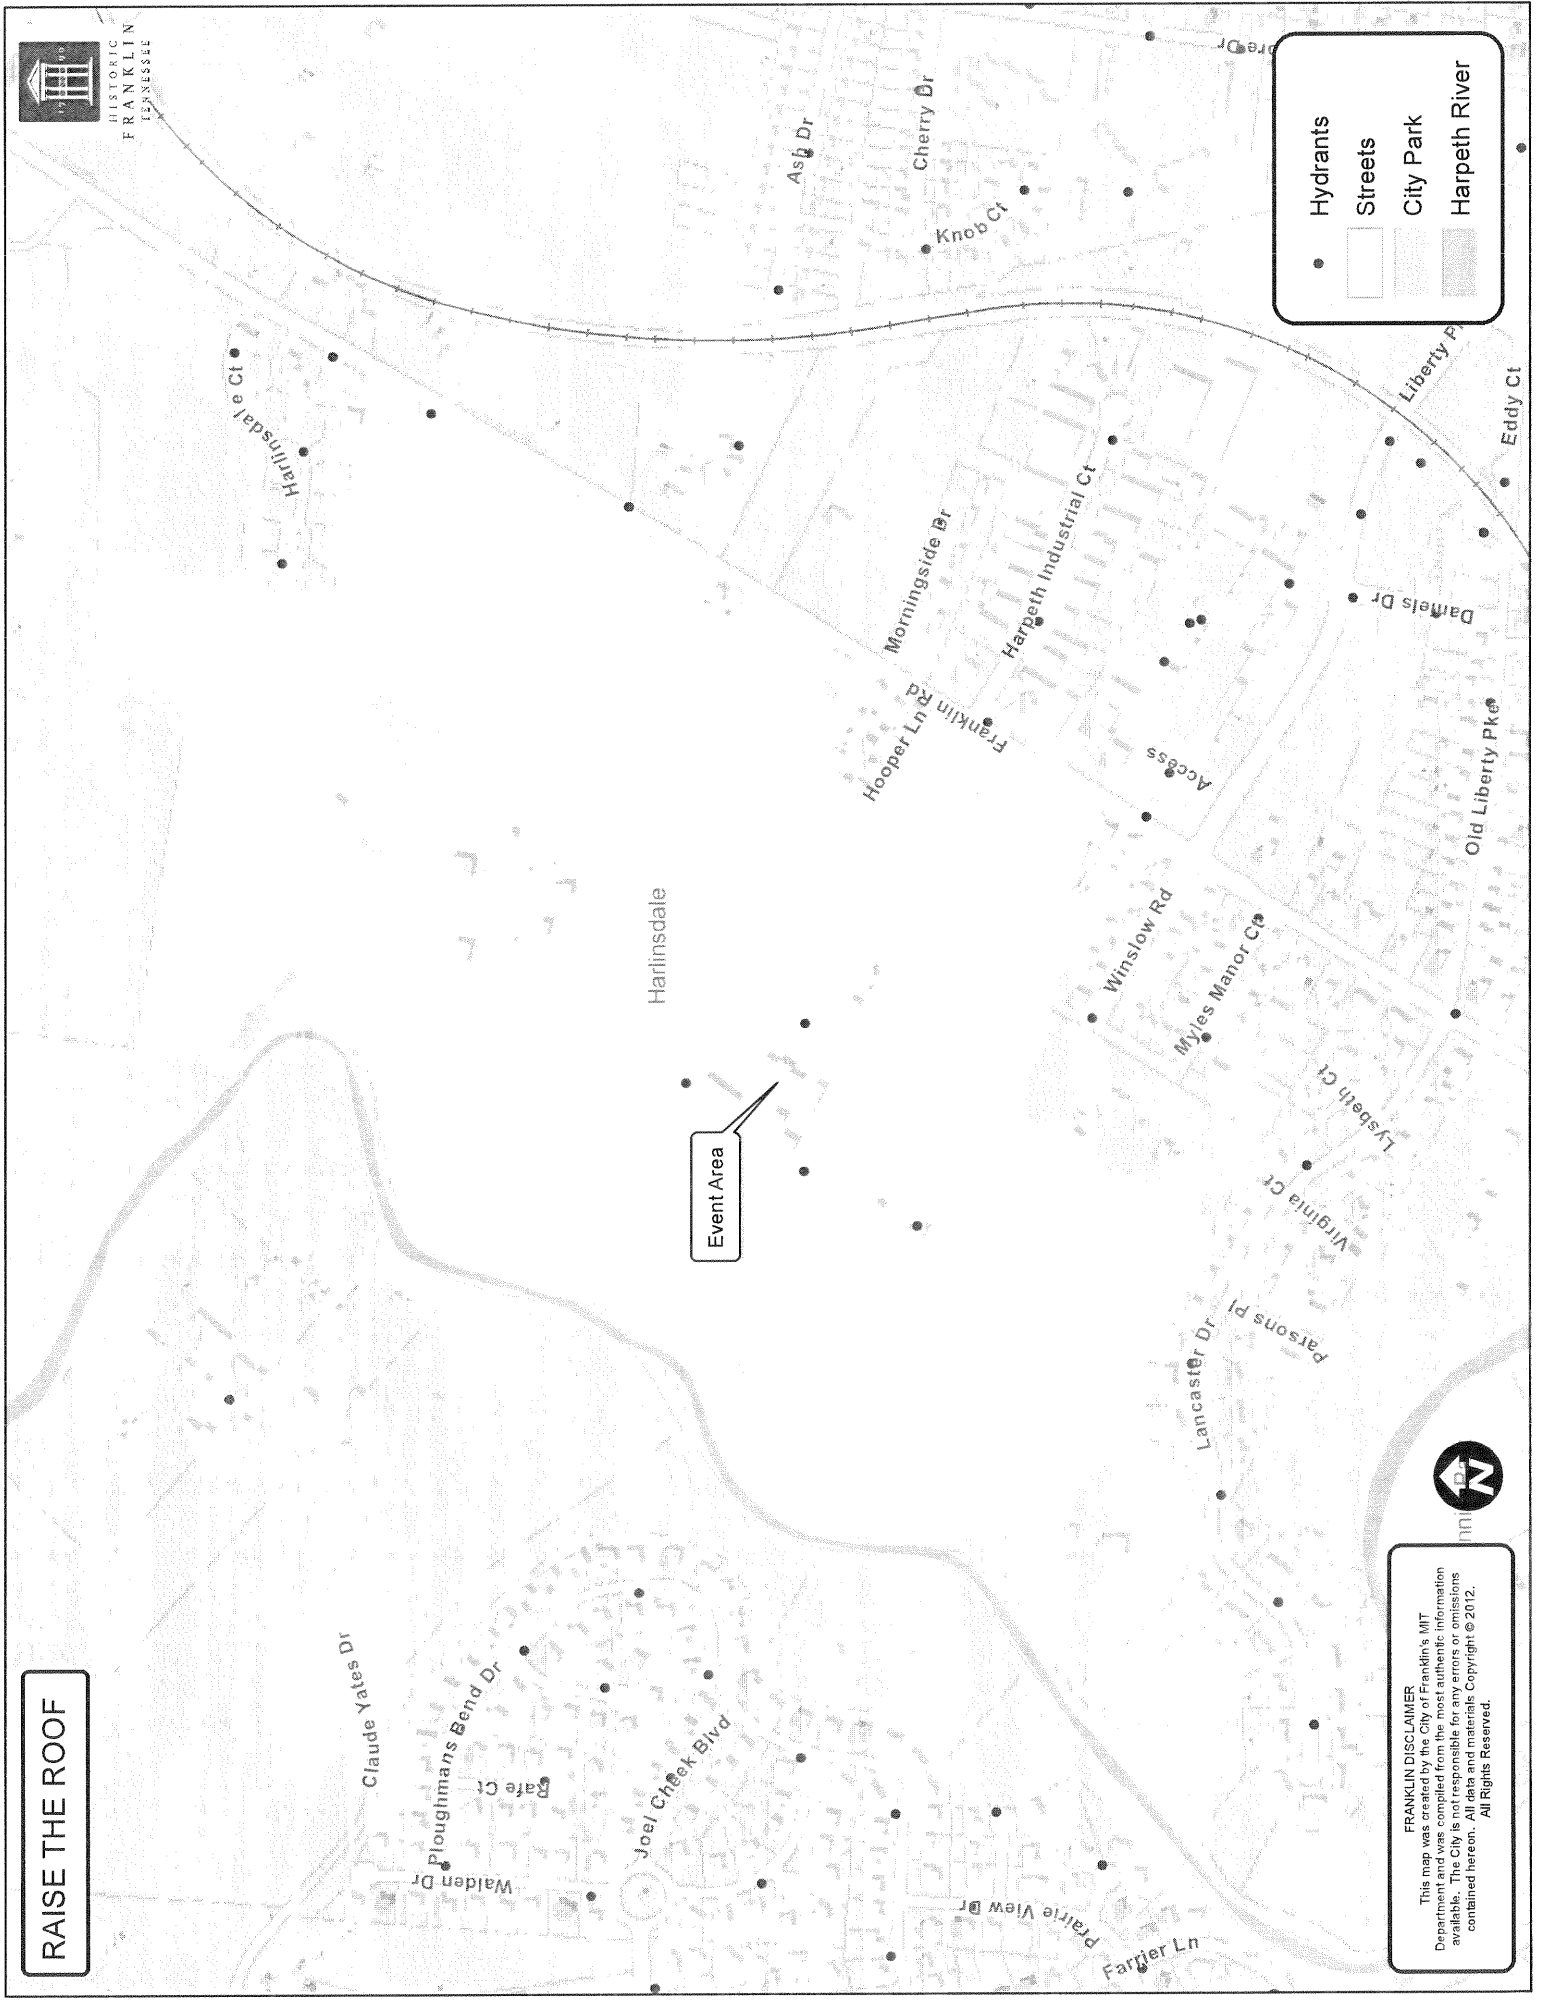 RAISE THE ROOF
HISTORIC
FRANKLIN
TENNESSEE
Claude Yates Dr
Ploughmans Bend Dr
Walden Dr
Rafe Ct
Joel Cheek Blvd
Prairie View Dr
Farrier Ln
Harlinsdale Ct
Harlinsdale
Event Area
Ash Dr
Cherry Dr
Knob Ct
Morningside Dr
Harpeth Industrial Ct
Hooper Ln
Franklin Rd
Access
Winslow Rd
Myles Manor Ct
Lysbeth Ct
Virginia Ct
Parsons Pl
Lancaster Dr
Daniels Dr
Old Liberty Pke
Eddy Ct
Liberty
Hydrants
Streets
City Park
Harpeth River
N
FRANKLIN DISCLAIMER
This map was created by the City of Franklin's MIT
Department and was compiled from the most authentic information
available. The City is not responsible for any errors or omissions
contained hereon. All data and materials Copyright © 2012.
All Rights Reserved.